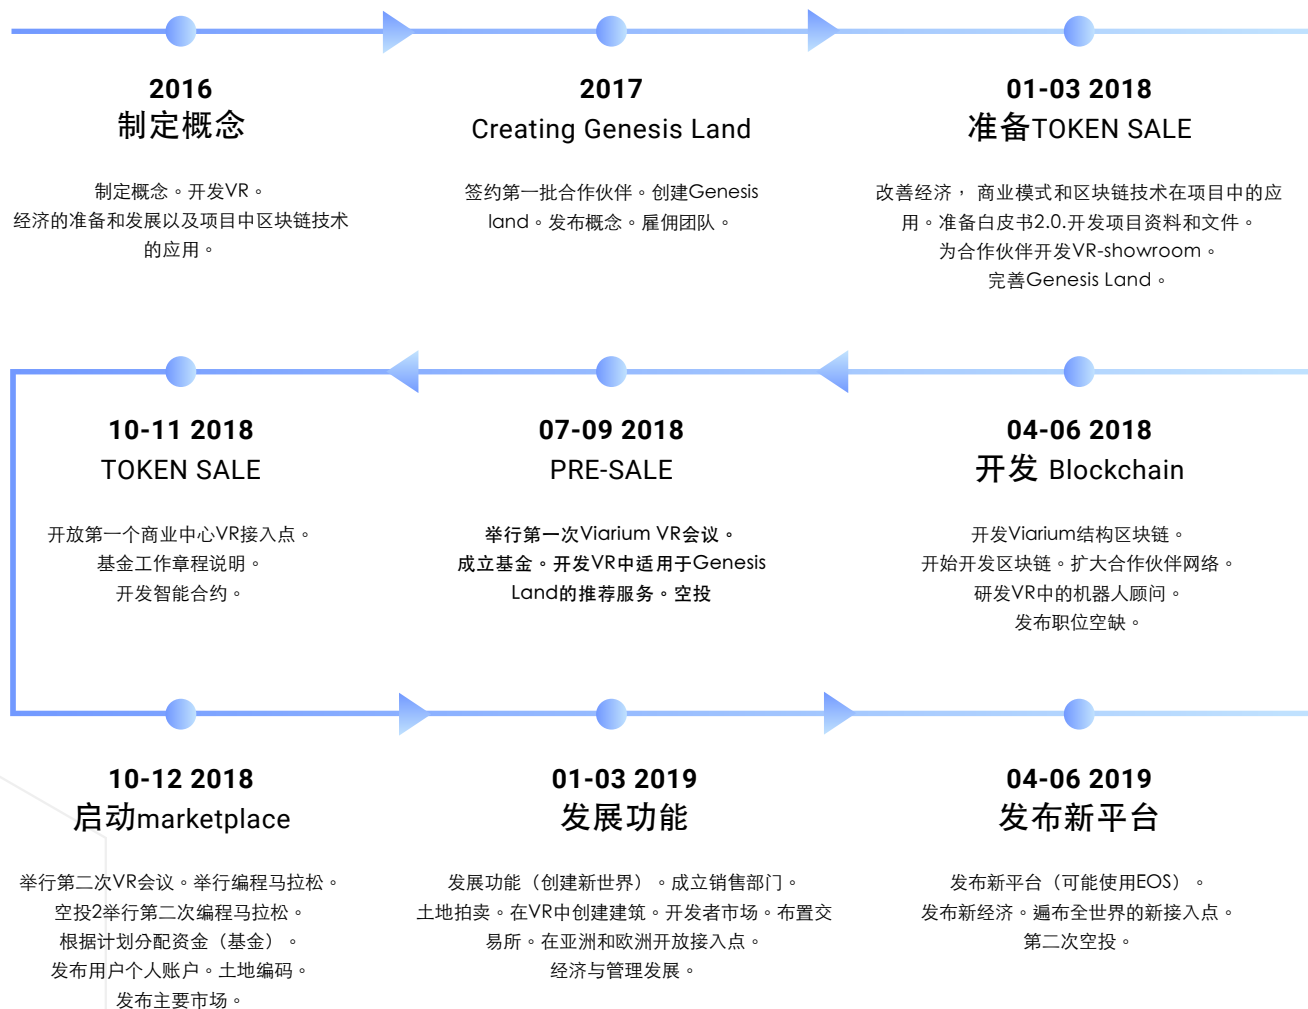 2016
制定概念
制定概念。开发VR。
经济的准备和发展以及项目中区块链技术
的应用。
2017
Creating Genesis Land
签约第一批合作伙伴。创建Genesis
land。发布概念。雇佣团队。
01-03 2018
准备TOKEN SALE
改善经济， 商业模式和区块链技术在项目中的应
用。准备白皮书2.0.开发项目资料和文件。
为合作伙伴开发VR-showroom。
完善Genesis Land。
10-11 2018
TOKEN SALE
开放第一个商业中心VR接入点。
基金工作章程说明。
开发智能合约。
07-09 2018
PRE-SALE
举行第一次Viarium VR会议。
成立基金。开发VR中适用于Genesis
Land的推荐服务。空投
04-06 2018
开发 Blockchain
开发Viarium结构区块链。
开始开发区块链。扩大合作伙伴网络。
研发VR中的机器人顾问。
发布职位空缺。
10-12 2018
启动marketplace
举行第二次VR会议。举行编程马拉松。
空投2举行第二次编程马拉松。
根据计划分配资金（基金）。
发布用户个人账户。土地编码。
发布主要市场。
01-03 2019
发展功能
发展功能（创建新世界）。成立销售部门。
土地拍卖。在VR中创建建筑。开发者市场。布置交
易所。在亚洲和欧洲开放接入点。
经济与管理发展。
04-06 2019
发布新平台
发布新平台（可能使用EOS）。
发布新经济。遍布全世界的新接入点。
第二次空投。